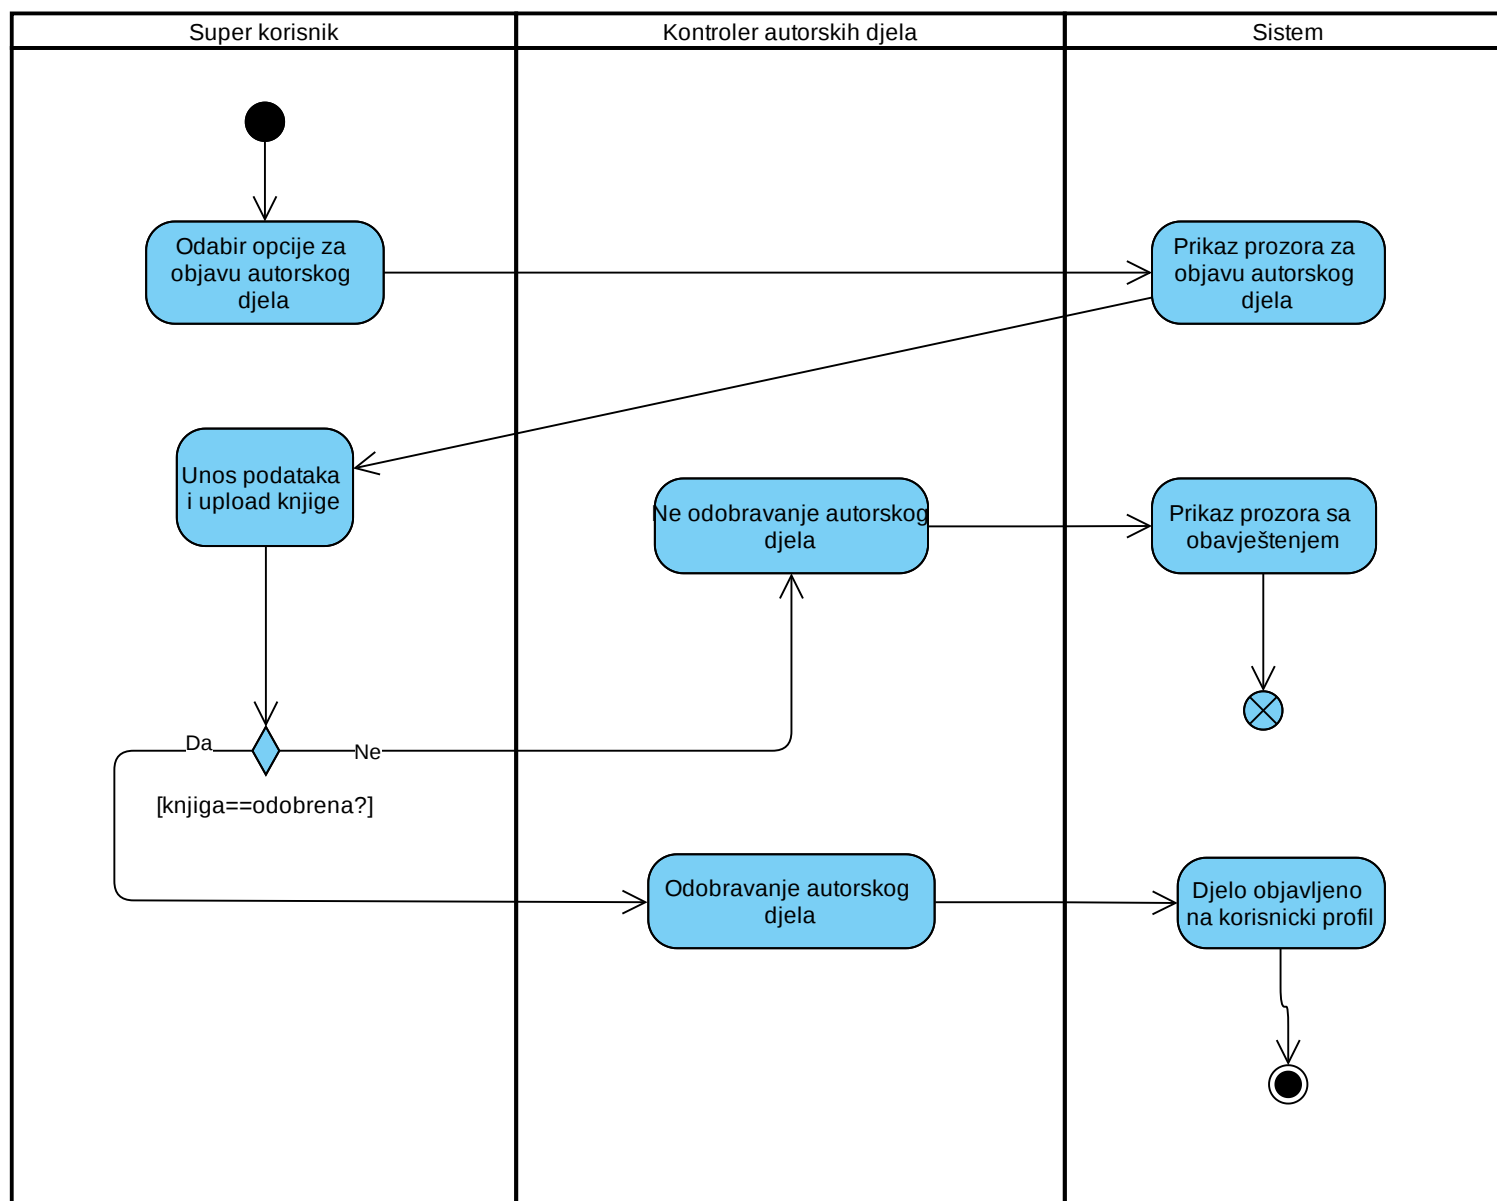 Super korisnik
Kontroler autorskih djela
Sistem
Odabir opcije za
objavu autorskog
djela
Prikaz prozora za
objavu autorskog
djela
Unos podataka
i upload knjige
Ne odobravanje autorskog
djela
Prikaz prozora sa
obavještenjem
Da
Ne
[knjiga==odobrena?]
Odobravanje autorskog
djela
Djelo objavljeno
na korisnicki profil